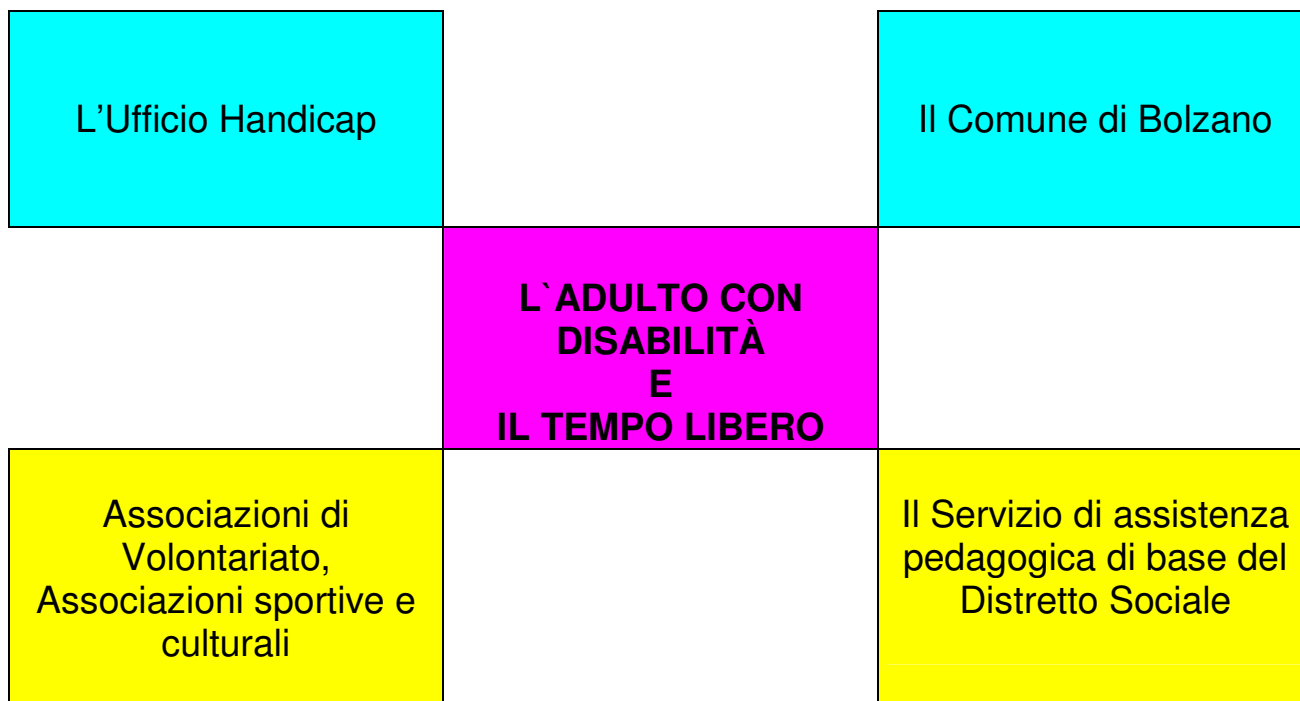 L’Ufficio Handicap
Il Comune di Bolzano
L`ADULTO CON
DISABILITÀ
E
IL TEMPO LIBERO
Associazioni di
Volontariato,
Associazioni sportive e
culturali
Il Servizio di assistenza
pedagogica di base del
Distretto Sociale